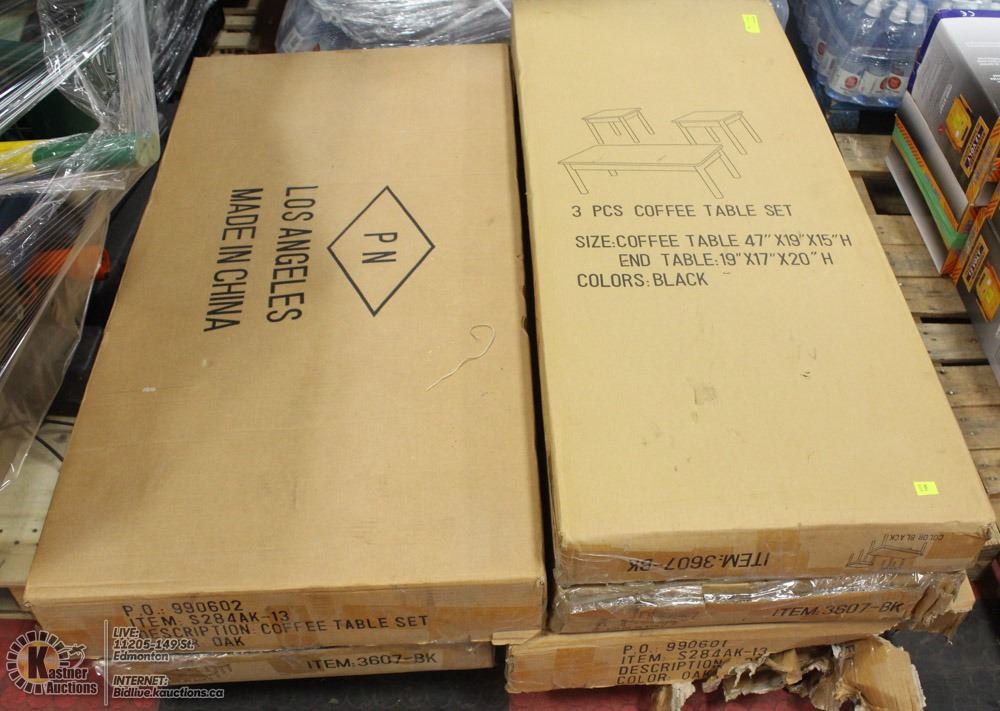 PN
LOS ANGELES
MADE IN CHINA
3 PCS COFFEE TABLE SET
SIZE:COFFEE TABLE 47"X19"X15"H
END TABLE:19"X17"X20"H
COLORS:BLACK
COLOR BLACK
ITEM:3607-BK
ITEM:3607-BK
P.O.: 990602
ITEM: S284AK-13
DESCRIPTION: COFFEE TABLE SET
OAK
ITEM:3607-BK
P.O.: 990601
ITEM: S284AK-13
DESCRIPTION
COLOR: OAK
Kastner
Auctions
LIVE:
11205-149 St.
Edmonton
INTERNET:
Bidlive.kauctions.ca